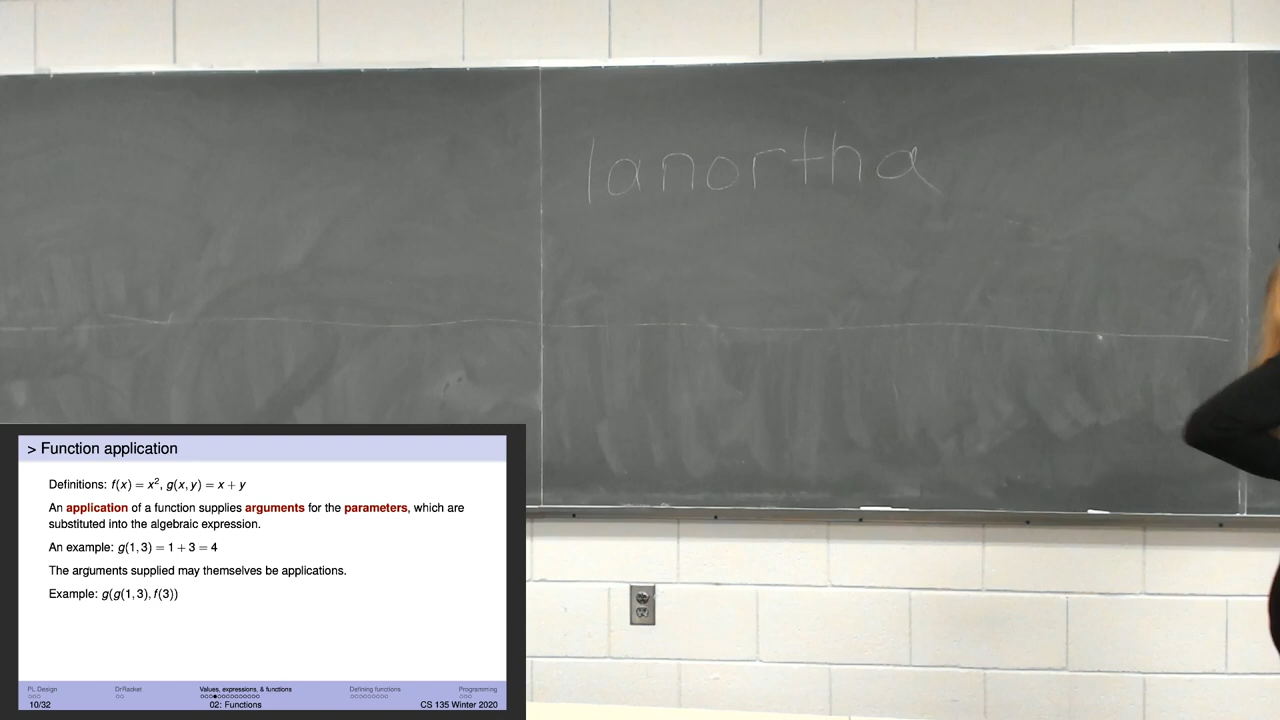 lanortha
> Function application
Definitions: f(x) = x², g(x, y) = x + y
An application of a function supplies arguments for the parameters, which are
substituted into the algebraic expression.
An example: g(1, 3) = 1 + 3 = 4
The arguments supplied may themselves be applications.
Example: g(g(1, 3), f(3))
PL Design DrRacket Values, expressions, & functions Defining functions Programming
10/32 02: Functions CS 135 Winter 2020